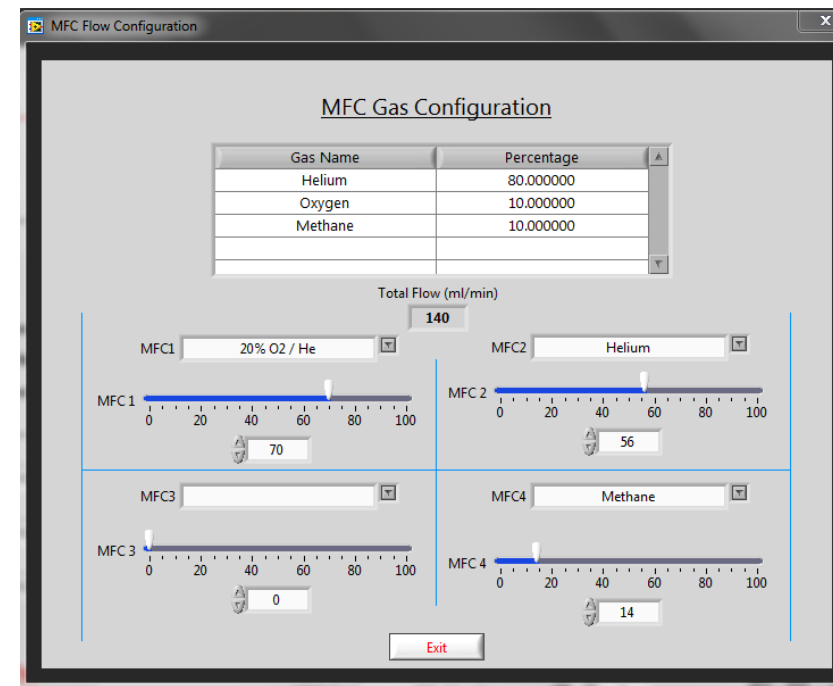 MFC Flow Configuration
X
MFC Gas Configuration
Gas Name Percentage
Helium 80.000000
Oxygen 10.000000
Methane 10.000000
Total Flow (ml/min)
140
MFC1 20% O2 / He
MFC 1
0 20 40 60 80 100
70
MFC2 Helium
MFC 2
0 20 40 60 80 100
56
MFC3
MFC 3
0 20 40 60 80 100
0
MFC4 Methane
MFC 4
0 20 40 60 80 100
14
Exit